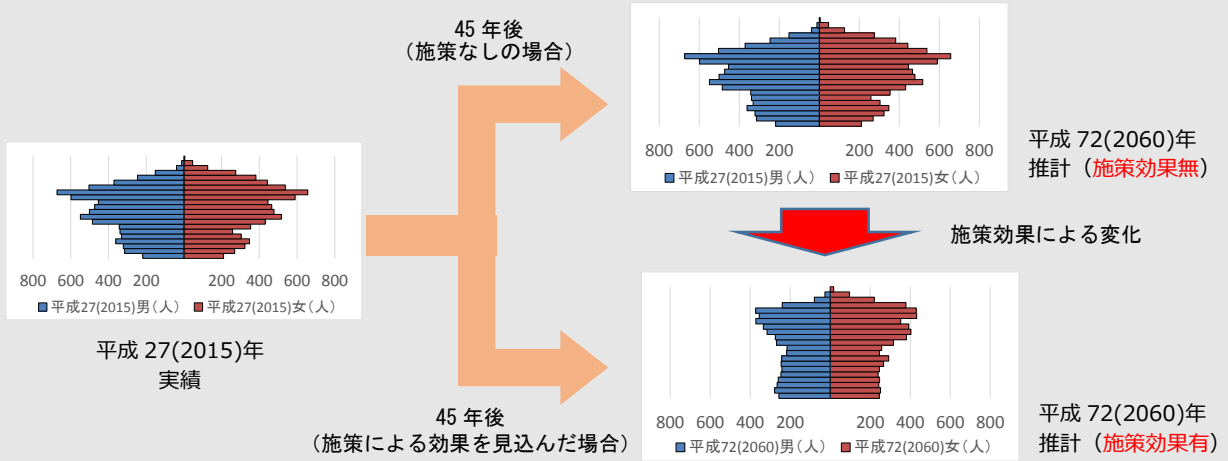 45 年後
（施策なしの場合）
800 600 400 200 200 400 600 800
平成27(2015)男（人） 平成27(2015)女（人）
平成 72(2060)年
推計（施策効果無）
800 600 400 200 200 400 600 800
平成27(2015)男（人） 平成27(2015)女（人）
平成 27(2015)年
実績
施策効果による変化
800 600 400 200 200 400 600 800
平成72(2060)男（人） 平成72(2060)女（人）
平成 72(2060)年
推計（施策効果有）
45 年後
（施策による効果を見込んだ場合）